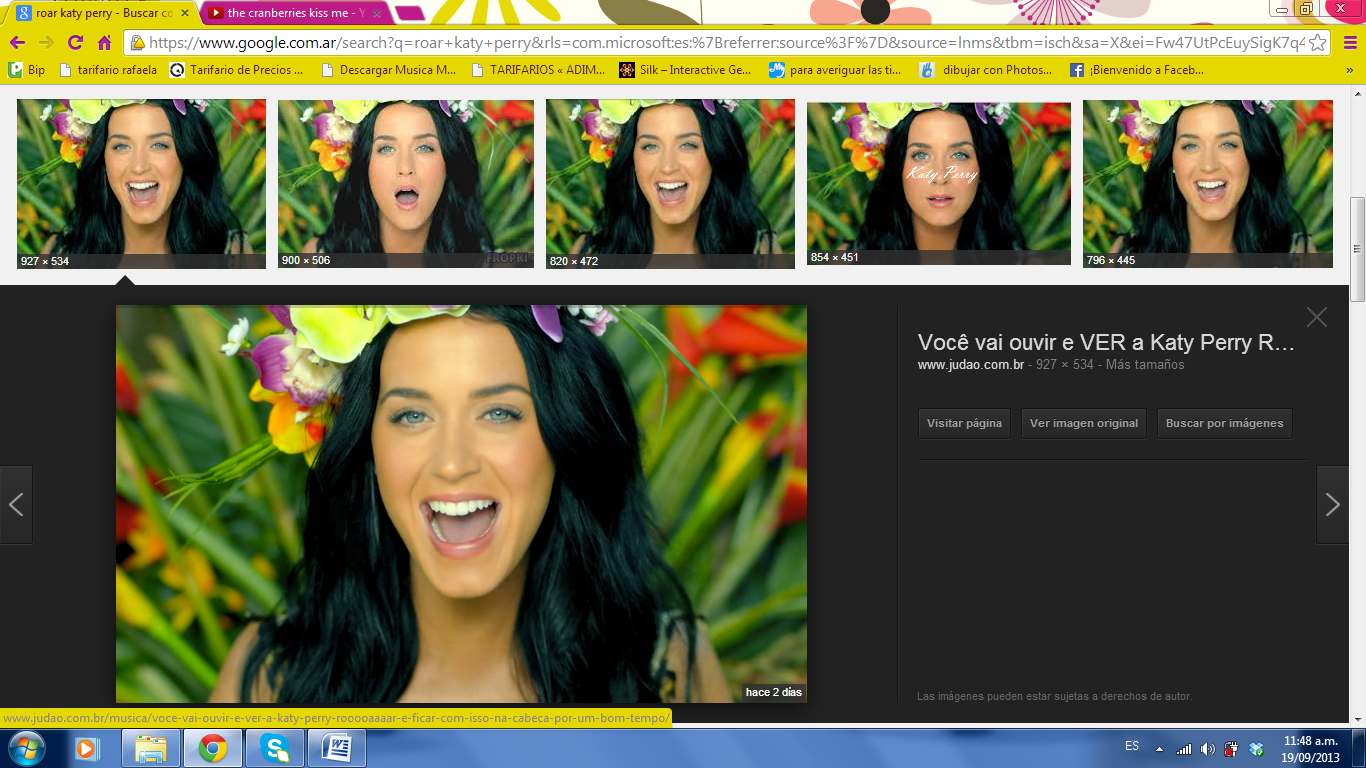 roar katy perry - Buscar co
the cranberries kiss me - Y
https://www.google.com.ar/search?q=roar+katy+perry&rls=com.microsoft:es:%7Breferrer:source%3F%7D&source=lnms&tbm=isch&sa=X&ei=Fw47UtPcEuySigK7q4
Bip
tarifario rafaela
Tarifario de Precios ...
Descargar Musica M...
TARIFARIOS « ADIM...
Silk – Interactive Ge...
para averiguar las ti...
dibujar con Photos...
¡Bienvenido a Faceb...
»
Katy Perry
FROPKI
927 × 534
900 × 506
820 × 472
854 × 451
796 × 445
Você vai ouvir e VER a Katy Perry R...
www.judao.com.br - 927 × 534 - Más tamaños
Visitar página
Ver imagen original
Buscar por imágenes
hace 2 días
Las imágenes pueden estar sujetas a derechos de autor.
www.judao.com.br/musica/voce-vai-ouvir-e-ver-a-katy-perry-rooooaaaar-e-ficar-com-isso-na-cabeca-por-um-bom-tempo/
ES
11:48 a.m.
19/09/2013